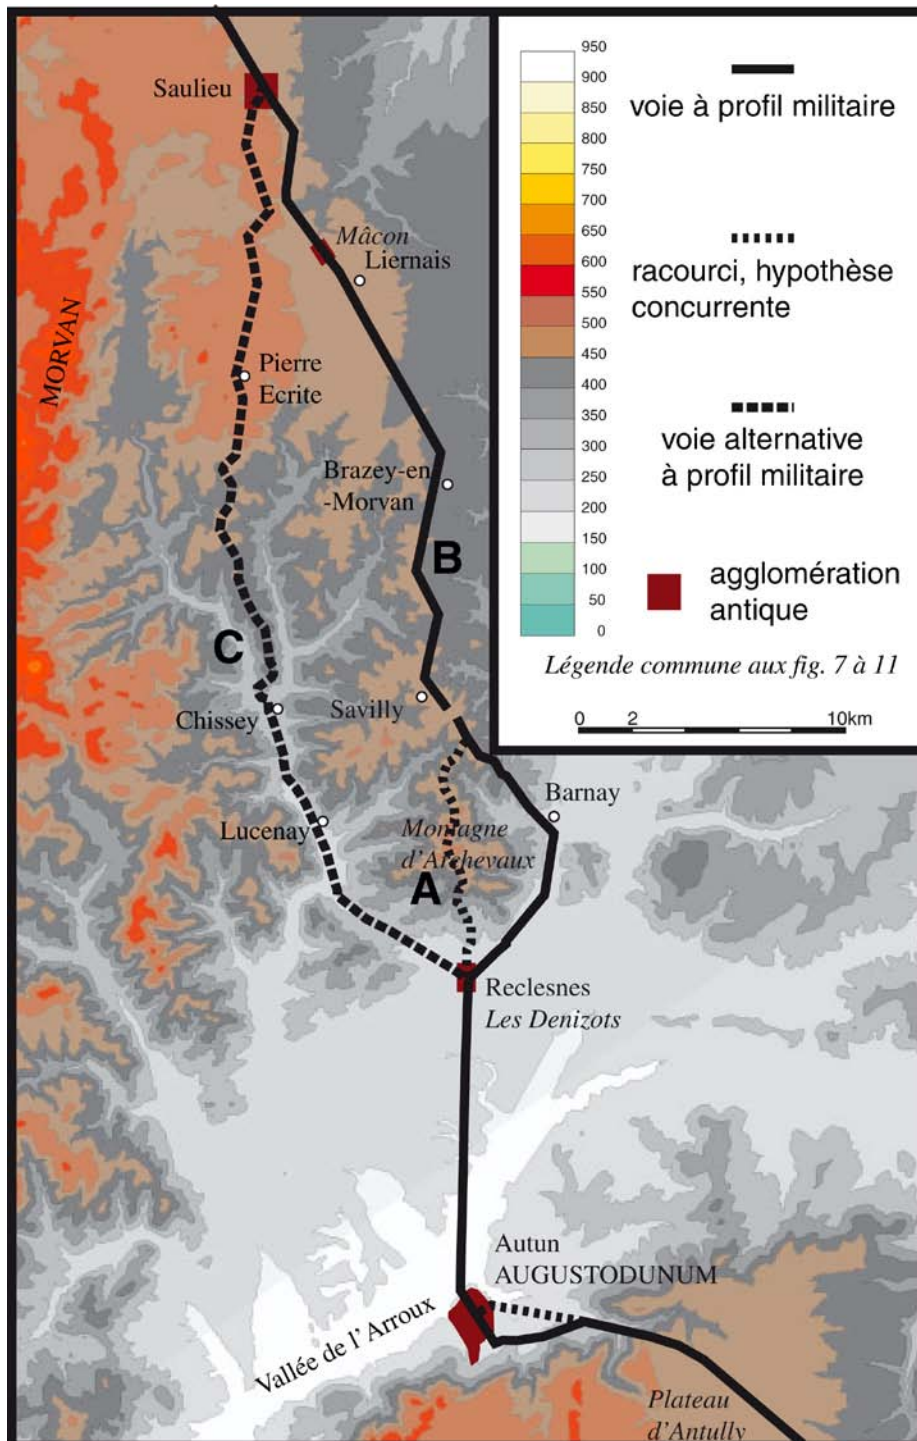 Saulieu
Mâcon
Liernais
MORVAN
Pierre
Ecrite
Brazey-en
-Morvan
B
C
Chissey
Savilly
Barnay
Lucenay
Montagne
d'Archevaux
A
Reclesnes
Les Denizots
Autun
AUGUSTODUNUM
Vallée de l'Arroux
Plateau
d'Antully
950
900
850
800
750
700
650
600
550
500
450
400
350
300
250
200
150
100
50
0
voie à profil militaire
racourci, hypothèse
concurrente
voie alternative
à profil militaire
agglomération
antique
Légende commune aux fig. 7 à 11
0 2 10km